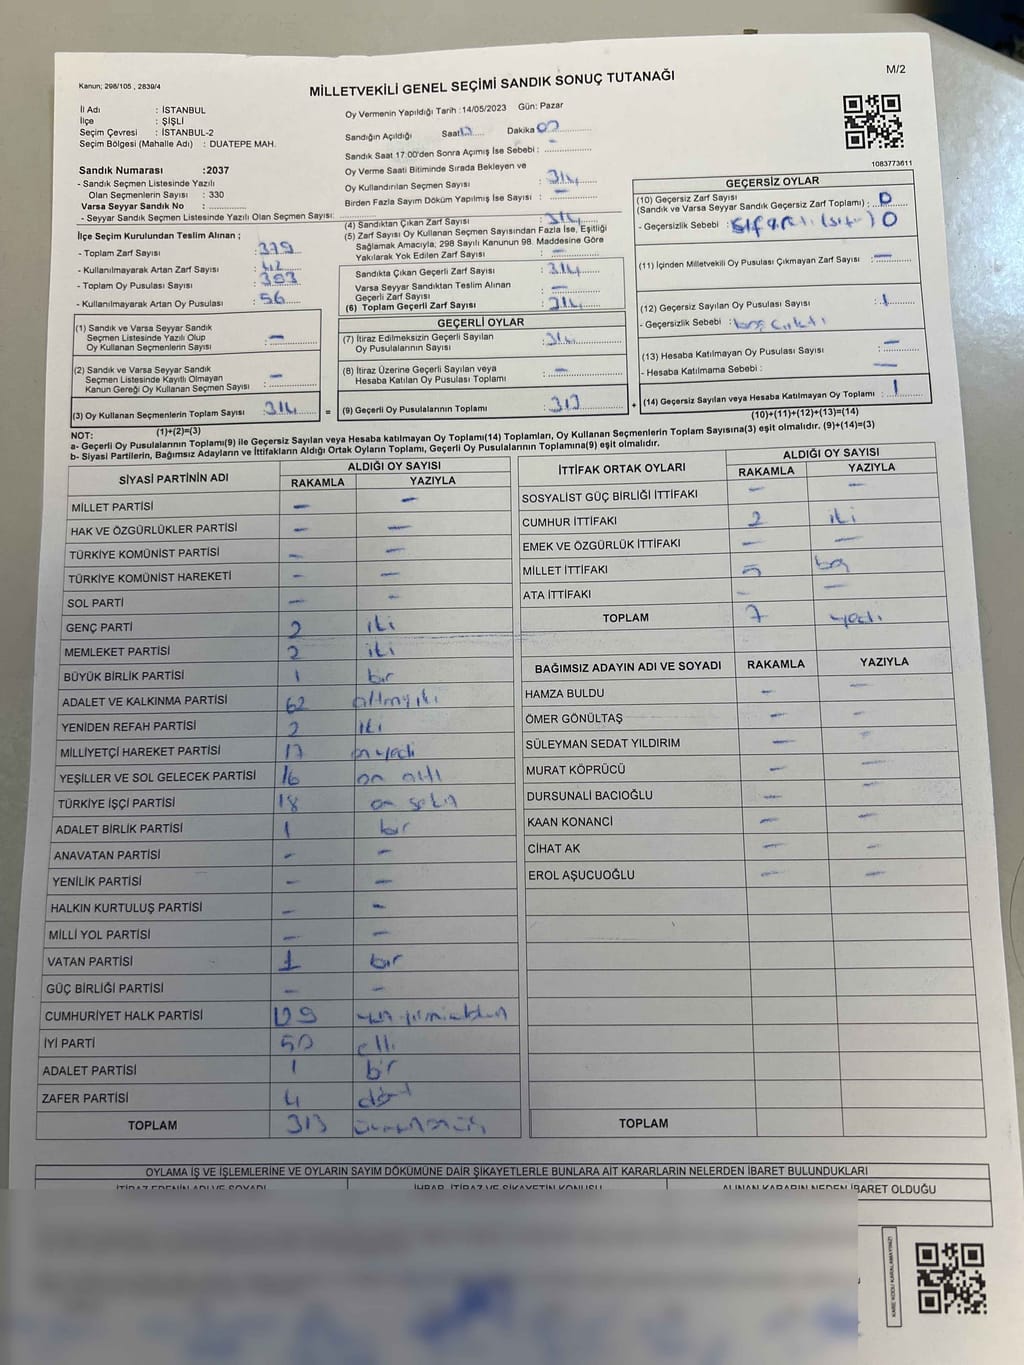 M/2
Kanun; 298/105 , 2839/4
MİLLETVEKİLİ GENEL SEÇİMİ SANDIK SONUÇ TUTANAĞI
İl Adı : İSTANBUL
İlçe : ŞİŞLİ
Seçim Çevresi : İSTANBUL-2
Seçim Bölgesi (Mahalle Adı) : DUATEPE MAH.
Sandık Numarası :2037
- Sandık Seçmen Listesinde Yazılı
Olan Seçmenlerin Sayısı : 330
Varsa Seyyar Sandık No :
- Seyyar Sandık Seçmen Listesinde Yazılı Olan Seçmen Sayısı:
Oy Vermenin Yapıldığı Tarih :14/05/2023 Gün: Pazar
Sandığın Açıldığı Saat Dakika 00
Sandık Saat 17.00'den Sonra Açımış İse Sebebi : -
Oy Verme Saati Bitiminde Sırada Bekleyen ve
Oy Kullandırılan Seçmen Sayısı : 314
Birden Fazla Sayım Döküm Yapılmış İse Sayısı : -
1083773611
İlçe Seçim Kurulundan Teslim Alınan ;
- Toplam Zarf Sayısı : 379
- Kullanılmayarak Artan Zarf Sayısı :
- Toplam Oy Pusulası Sayısı :
- Kullanılmayarak Artan Oy Pusulası : 56
(4) Sandıktan Çıkan Zarf Sayısı : 314
(5) Zarf Sayısı Oy Kullanan Seçmen Sayısından Fazla İse, Eşitliği
Sağlamak Amacıyla, 298 Sayılı Kanunun 98. Maddesine Göre
Yakılarak Yok Edilen Zarf Sayısı : -
Sandıkta Çıkan Geçerli Zarf Sayısı : 314
Varsa Seyyar Sandıktan Teslim Alınan
Geçerli Zarf Sayısı : -
(6) Toplam Geçerli Zarf Sayısı : 314
GEÇERSİZ OYLAR
(10) Geçersiz Zarf Sayısı
(Sandık ve Varsa Seyyar Sandık Geçersiz Zarf Toplamı) : 0
- Geçersizlik Sebebi : 0
(11) İçinden Milletvekili Oy Pusulası Çıkmayan Zarf Sayısı : -
(12) Geçersiz Sayılan Oy Pusulası Sayısı : 1
- Geçersizlik Sebebi :
(13) Hesaba Katılmayan Oy Pusulası Sayısı : -
- Hesaba Katılmama Sebebi : -
(14) Geçersiz Sayılan veya Hesaba Katılmayan Oy Toplamı : 1
(10)+(11)+(12)+(13)=(14)
(1) Sandık ve Varsa Seyyar Sandık
Seçmen Listesinde Yazılı Olup
Oy Kullanan Seçmenlerin Sayısı : -
(2) Sandık ve Varsa Seyyar Sandık
Seçmen Listesinde Kayıtlı Olmayan
Kanun Gereği Oy Kullanan Seçmen Sayısı : -
(3) Oy Kullanan Seçmenlerin Toplam Sayısı : 314 =
(1)+(2)=(3)
GEÇERLİ OYLAR
(7) İtiraz Edilmeksizin Geçerli Sayılan
Oy Pusulalarının Sayısı :
(8) İtiraz Üzerine Geçerli Sayılan veya
Hesaba Katılan Oy Pusulası Toplamı : -
(9) Geçerli Oy Pusulalarının Toplamı : 313 +
NOT:
a- Geçerli Oy Pusulalarının Toplamı(9) ile Geçersiz Sayılan veya Hesaba katılmayan Oy Toplamı(14) Toplamları, Oy Kullanan Seçmenlerin Toplam Sayısına(3) eşit olmalıdır. (9)+(14)=(3)
b- Siyasi Partilerin, Bağımsız Adayların ve İttifakların Aldığı Ortak Oyların Toplamı, Geçerli Oy Pusulalarının Toplamına(9) eşit olmalıdır.
SİYASİ PARTİNİN ADI ALDIĞI OY SAYISI
RAKAMLA YAZIYLA
MİLLET PARTİSİ - -
HAK VE ÖZGÜRLÜKLER PARTİSİ - -
TÜRKİYE KOMÜNİST PARTİSİ - -
TÜRKİYE KOMÜNİST HAREKETİ - -
SOL PARTİ - -
GENÇ PARTİ 2 iki
MEMLEKET PARTİSİ 2 iki
BÜYÜK BİRLİK PARTİSİ 1 bir
ADALET VE KALKINMA PARTİSİ 62 altmışiki
YENİDEN REFAH PARTİSİ 2 iki
MİLLİYETÇİ HAREKET PARTİSİ 17 onyedi
YEŞİLLER VE SOL GELECEK PARTİSİ 16 on altı
TÜRKİYE İŞÇİ PARTİSİ 18 on sekiz
ADALET BİRLİK PARTİSİ 1 bir
ANAVATAN PARTİSİ - -
YENİLİK PARTİSİ - -
HALKIN KURTULUŞ PARTİSİ - -
MİLLİ YOL PARTİSİ - -
VATAN PARTİSİ 1 bir
GÜÇ BİRLİĞİ PARTİSİ - -
CUMHURİYET HALK PARTİSİ 129
İYİ PARTİ 50 elli
ADALET PARTİSİ 1 bir
ZAFER PARTİSİ 4 dört
TOPLAM 313
İTTİFAK ORTAK OYLARI ALDIĞI OY SAYISI
RAKAMLA YAZIYLA
SOSYALİST GÜÇ BİRLİĞİ İTTİFAKI - -
CUMHUR İTTİFAKI 2 iki
EMEK VE ÖZGÜRLÜK İTTİFAKI - -
MİLLET İTTİFAKI 5 beş
ATA İTTİFAKI - -
TOPLAM 7 yedi
BAĞIMSIZ ADAYIN ADI VE SOYADI RAKAMLA YAZIYLA
HAMZA BULDU - -
ÖMER GÖNÜLTAŞ - -
SÜLEYMAN SEDAT YILDIRIM - -
MURAT KÖPRÜCÜ - -
DURSUNALİ BACIOĞLU - -
KAAN KONANCİ - -
CİHAT AK - -
EROL AŞUCUOĞLU - -
TOPLAM
OYLAMA İŞ VE İŞLEMLERİNE VE OYLARIN SAYIM DÖKÜMÜNE DAİR ŞİKAYETLERLE BUNLARA AİT KARARLARIN NELERDEN İBARET BULUNDUKLARI
İTİRAZ EDENİN ADI VE SOYADI İHBAR, İTİRAZ VE ŞİKAYETİN KONUSU ALINAN KARARIN NEDEN İBARET OLDUĞU
KARE KODU KARALAMAYINIZ!